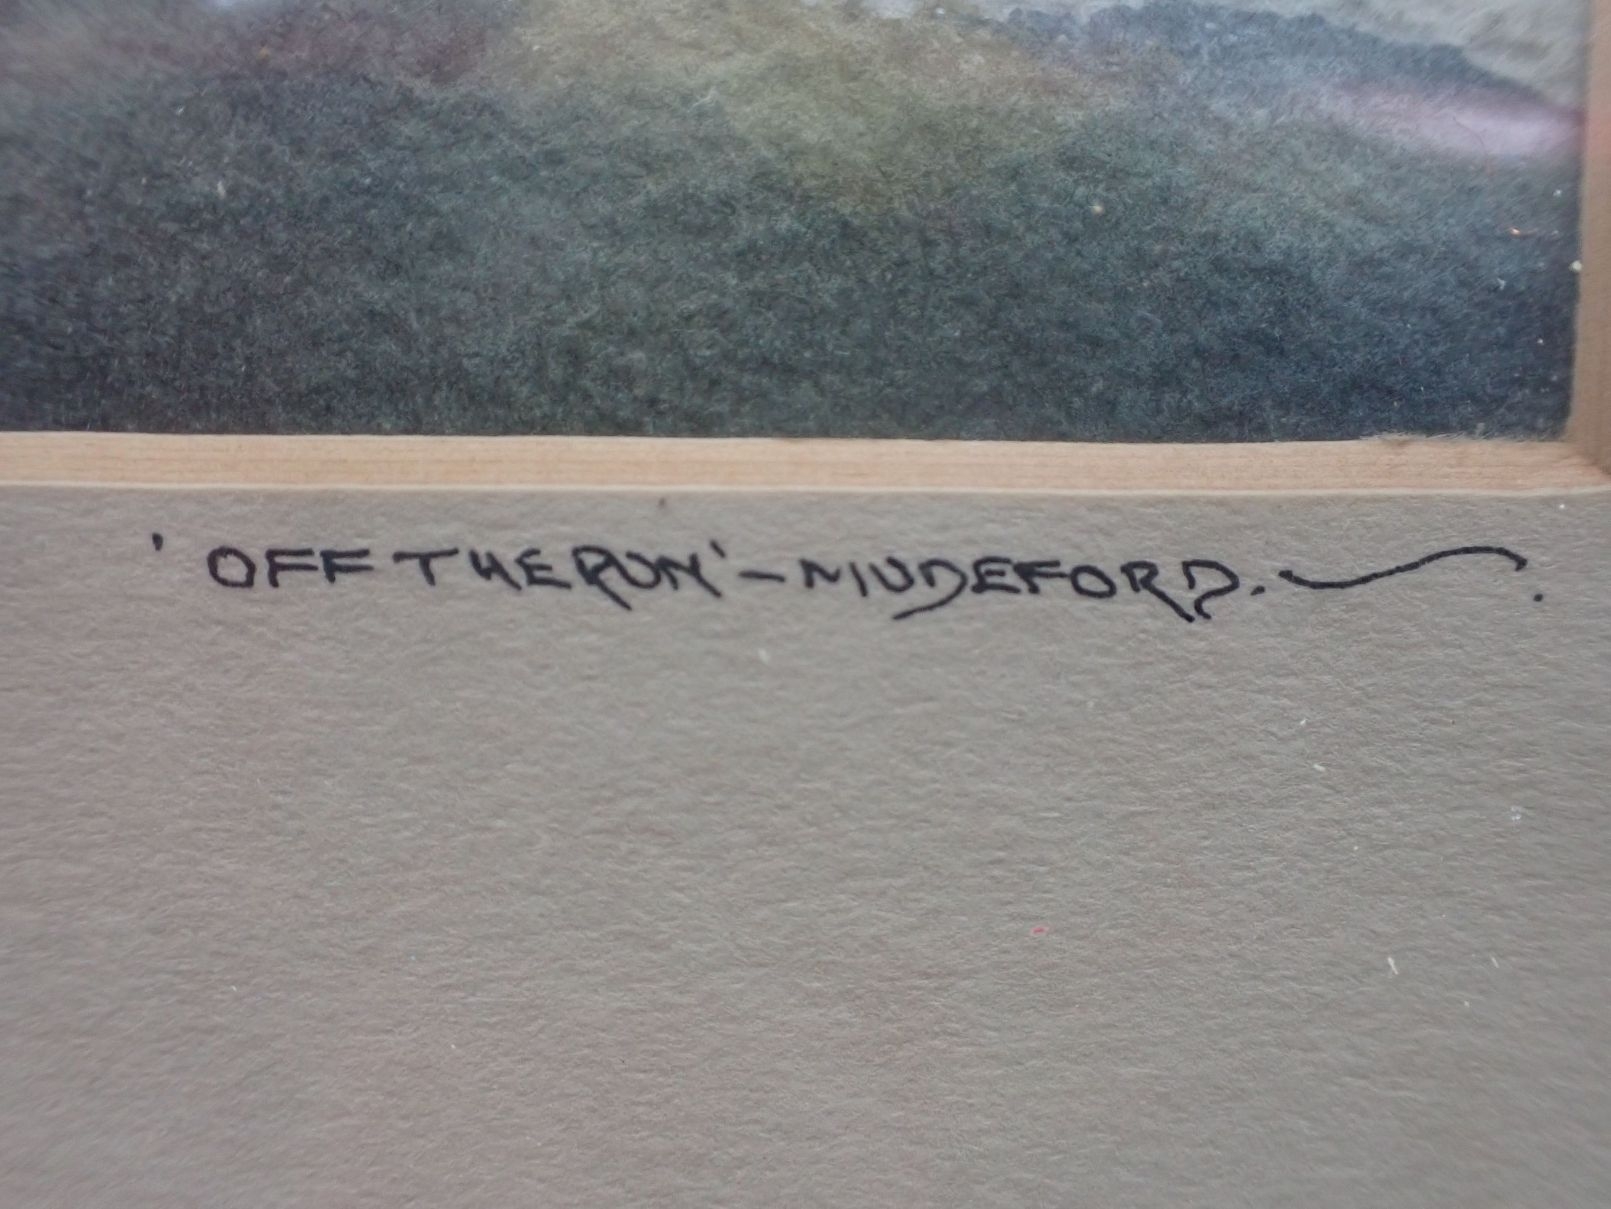 'OFF THE RUN' - MUDEFORD.